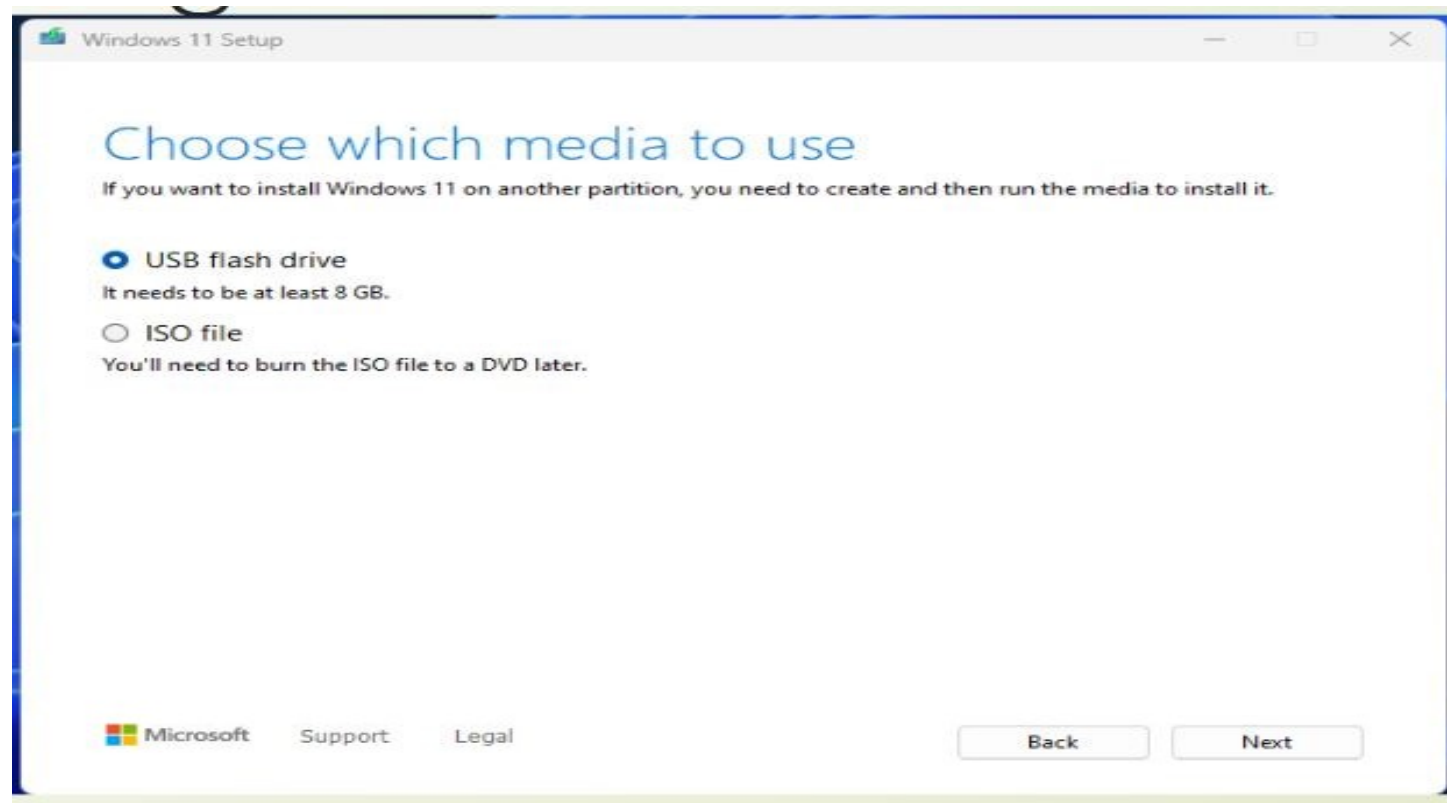 Windows 11 Setup
Choose which media to use
If you want to install Windows 11 on another partition, you need to create and then run the media to install it.
USB flash drive
It needs to be at least 8 GB.
ISO file
You'll need to burn the ISO file to a DVD later.
Microsoft Support Legal Back Next